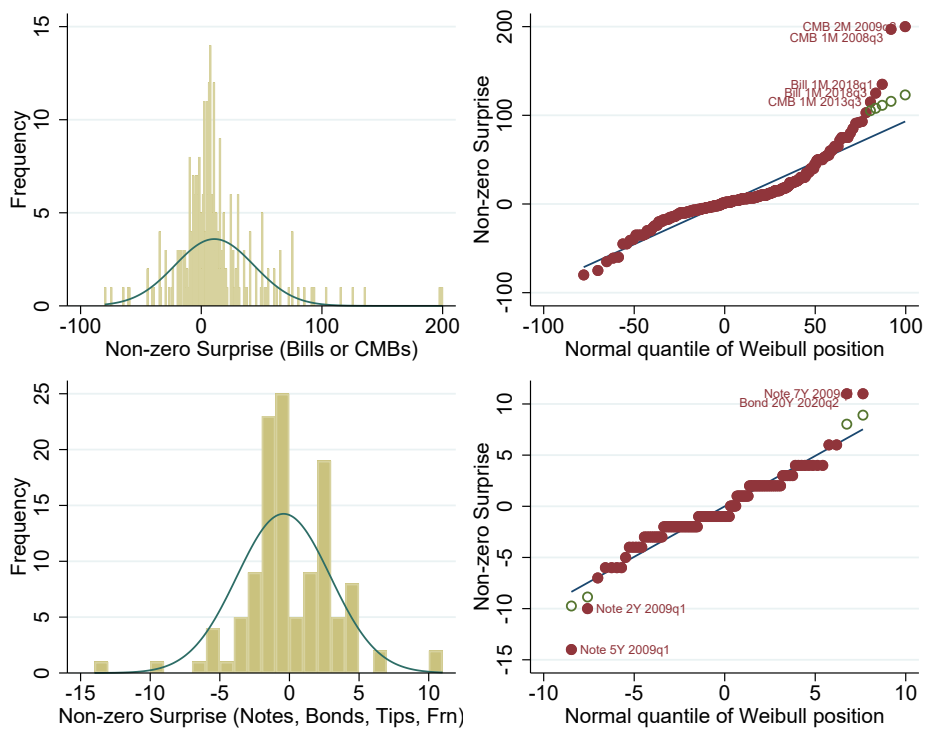 15
10
5
0
Frequency
-100
0
100
200
Non-zero Surprise (Bills or CMBs)
200
100
0
-100
Non-zero Surprise
CMB 2M 2009q3
CMB 1M 2008q3
Bill 1M 2018q1
Bill 1M 2018q3
CMB 1M 2013q3
-100
-50
0
50
100
Normal quantile of Weibull position
25
20
15
10
5
0
Frequency
-15
-10
-5
0
5
10
Non-zero Surprise (Notes, Bonds, Tips, Frn)
10
5
0
-5
-10
-15
Non-zero Surprise
Note 7Y 2009
Bond 20Y 2020q2
Note 2Y 2009q1
Note 5Y 2009q1
-10
-5
0
5
10
Normal quantile of Weibull position